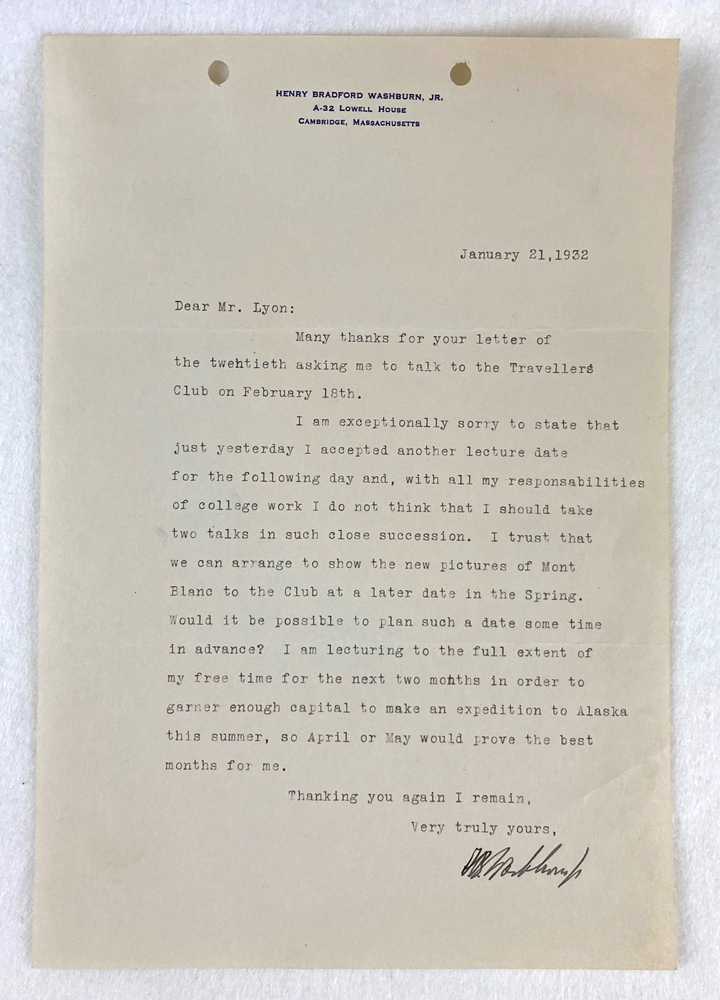 HENRY BRADFORD WASHBURN, JR.
A-32 LOWELL HOUSE
CAMBRIDGE, MASSACHUSETTS
January 21,1932
Dear Mr. Lyon:
Many thanks for your letter of
the twehtieth asking me to talk to the Travellers
Club on February 18th.
I am exceptionally sorry to state that
just yesterday I accepted another lecture date
for the following day and, with all my responsabilities
of college work I do not think that I should take
two talks in such close succession. I trust that
we can arrange to show the new pictures of Mont
Blanc to the Club at a later date in the Spring.
Would it be possible to plan such a date some time
in advance? I am lecturing to the full extent of
my free time for the next two months in order to
garner enough capital to make an expedition to Alaska
this summer, so April or May would prove the best
months for me.
Thanking you again I remain,
Very truly yours,
HB Washburn Jr